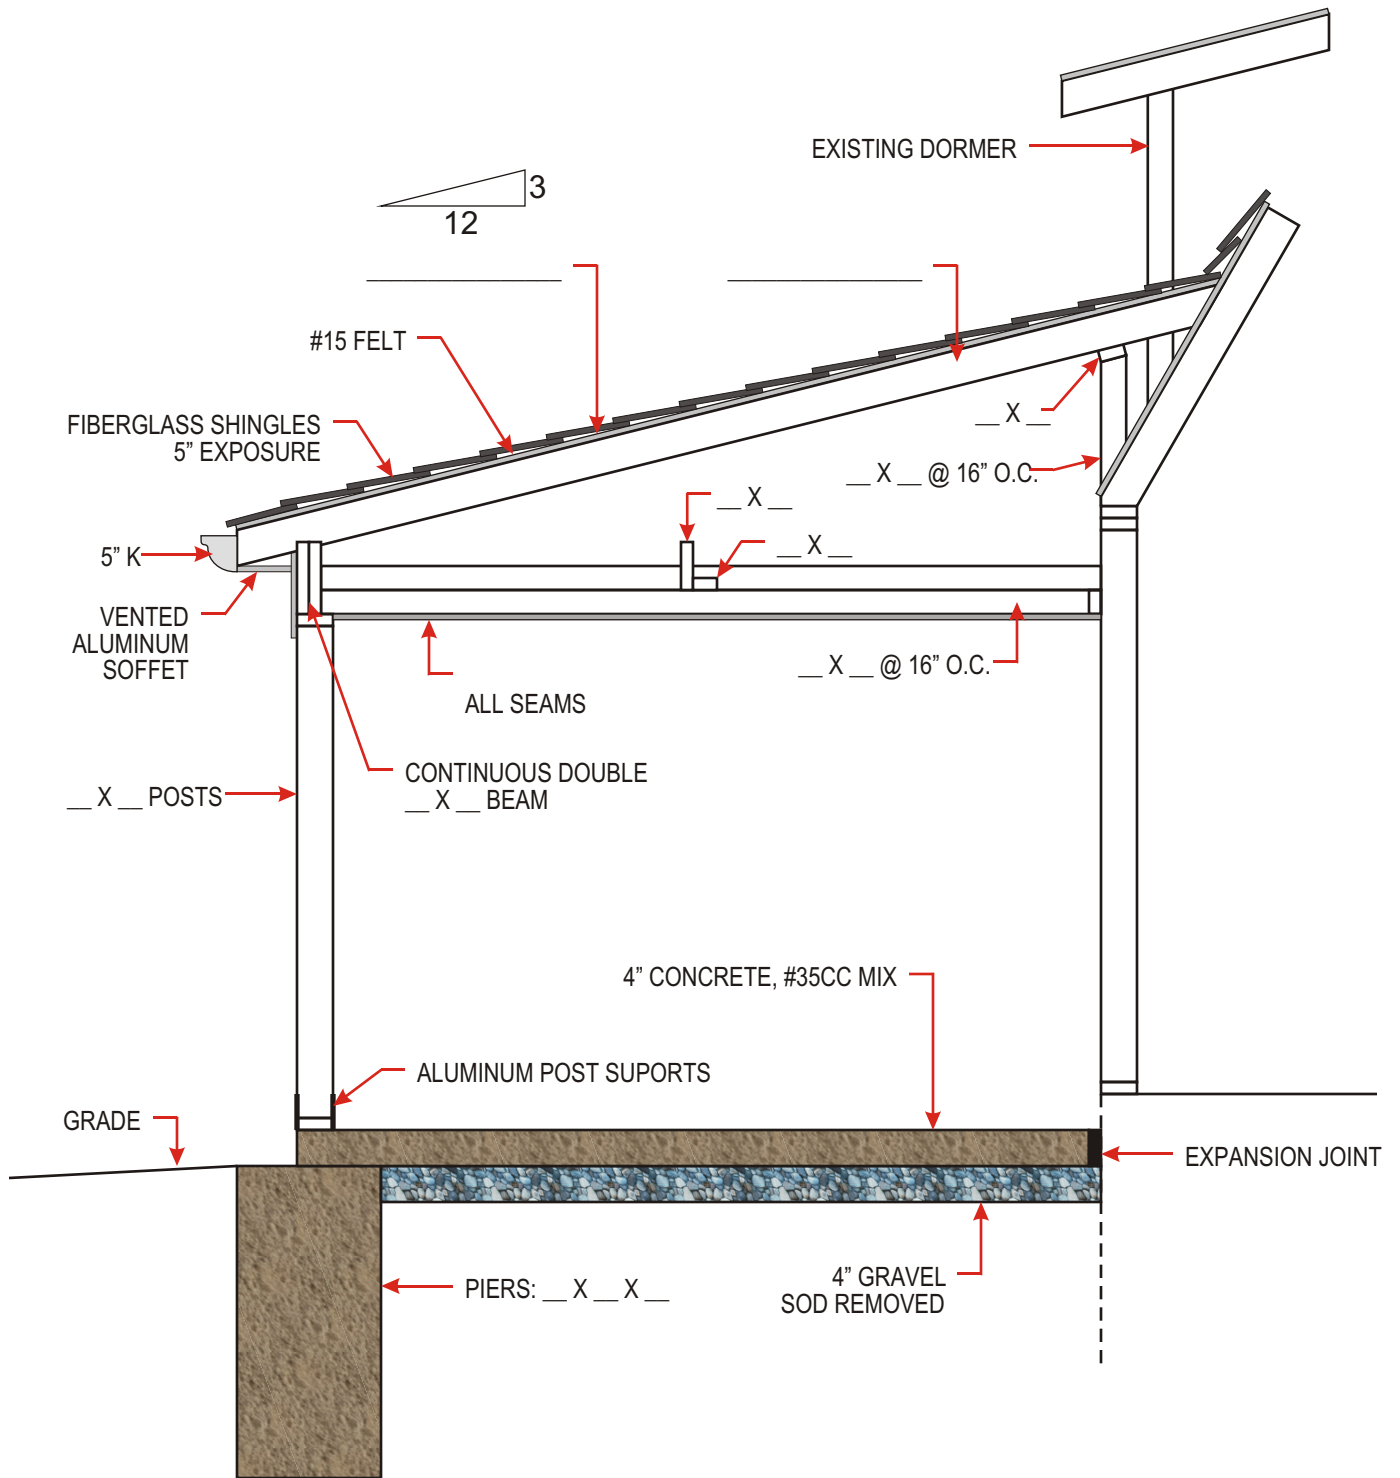 EXISTING DORMER
3
12
_______________ _______________
#15 FELT
FIBERGLASS SHINGLES
5” EXPOSURE
__ X __
__ X __ @ 16” O.C.
__ X __
__ X __
5” K
VENTED
ALUMINUM
SOFFET
__ X __ @ 16” O.C.
ALL SEAMS
CONTINUOUS DOUBLE
__ X __ BEAM
__ X __ POSTS
4” CONCRETE, #35CC MIX
ALUMINUM POST SUPORTS
GRADE
EXPANSION JOINT
4” GRAVEL
SOD REMOVED
PIERS: __ X __ X __